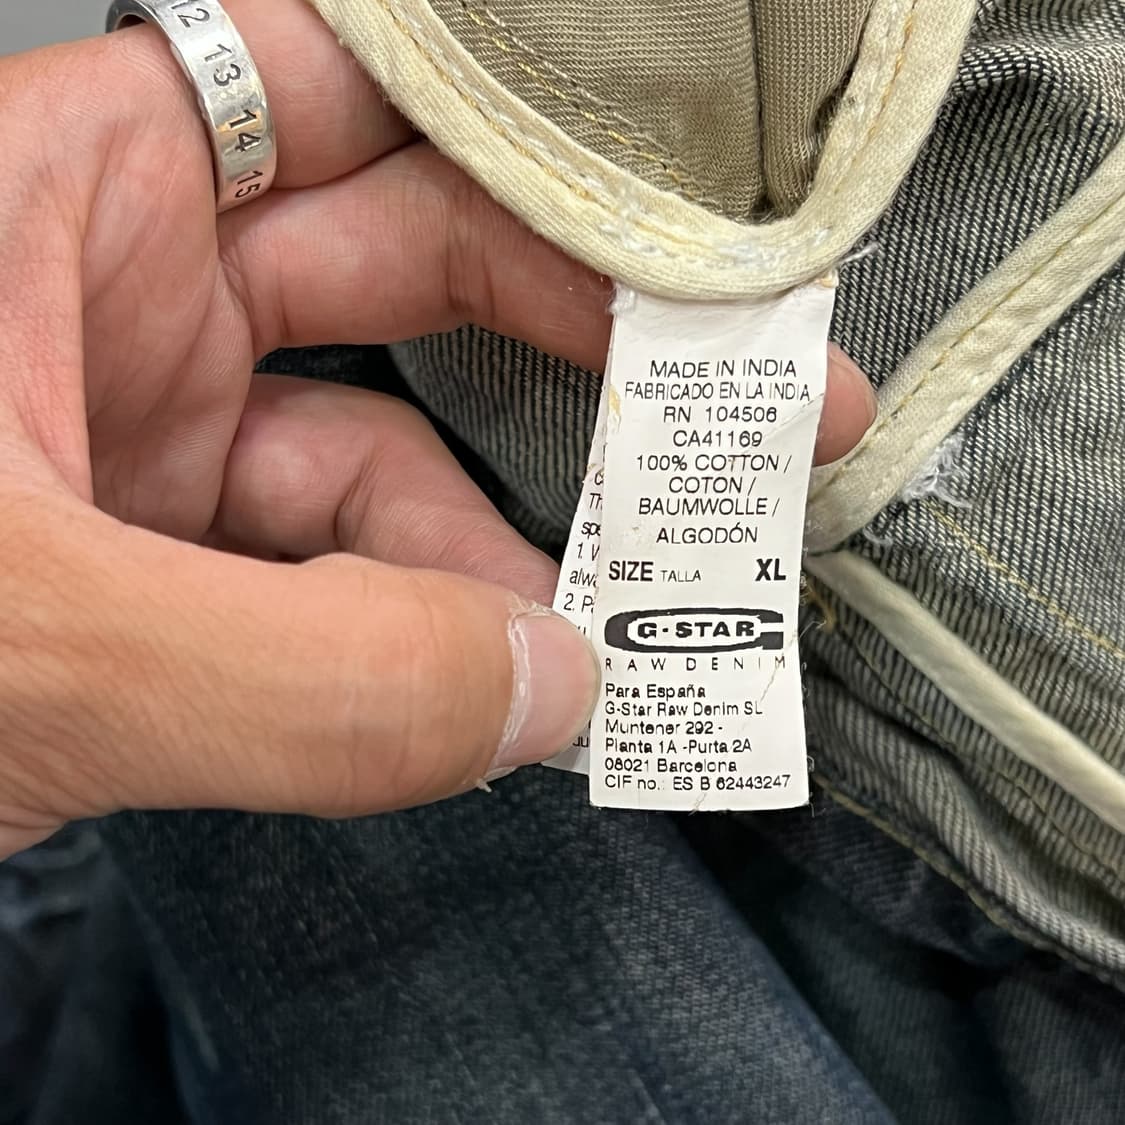 12 13 14 15
MADE IN INDIA
FABRICADO EN LA INDIA
RN 104506
CA41169
100% COTTON /
COTON /
BAUMWOLLE /
ALGODÓN
SIZE TALLA XL
G-STAR
RAW DENIM
Para España
G-Star Raw Denim SL
Muntener 292 -
Planta 1A -Purta 2A
08021 Barcelona
CIF no.: ES B 62443247
1.
2.